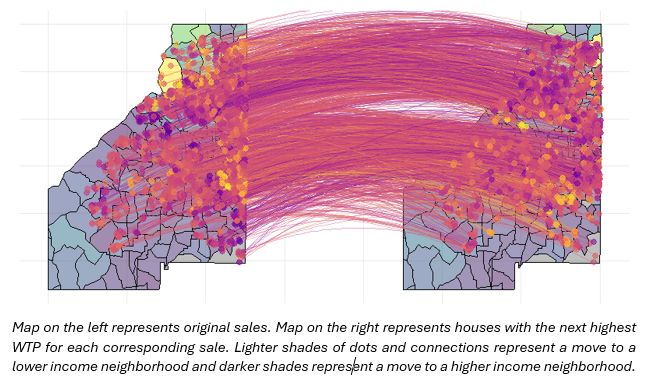 Map on the left represents original sales. Map on the right represents houses with the next highest
WTP for each corresponding sale. Lighter shades of dots and connections represent a move to a
lower income neighborhood and darker shades represent a move to a higher income neighborhood.